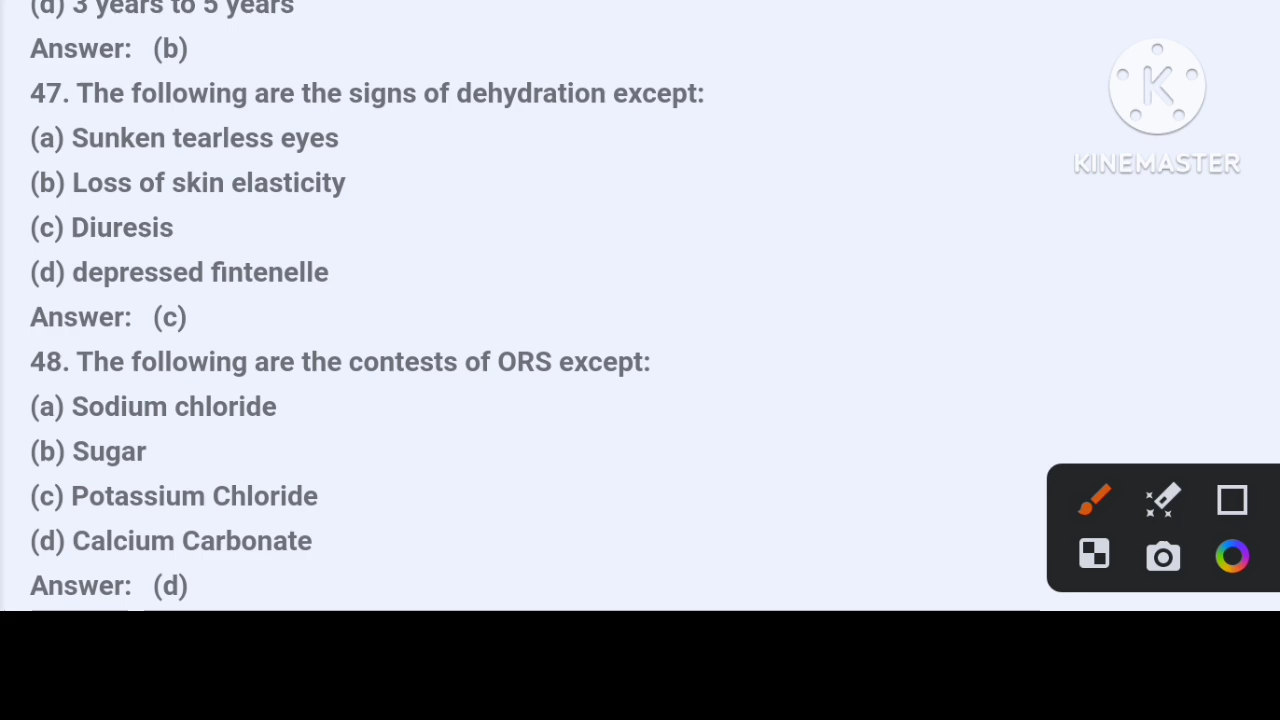 (d) 3 years to 5 years
Answer: (b)
47. The following are the signs of dehydration except:
(a) Sunken tearless eyes
(b) Loss of skin elasticity
(c) Diuresis
(d) depressed fintenelle
Answer: (c)
48. The following are the contests of ORS except:
(a) Sodium chloride
(b) Sugar
(c) Potassium Chloride
(d) Calcium Carbonate
Answer: (d)
K
KINEMASTER